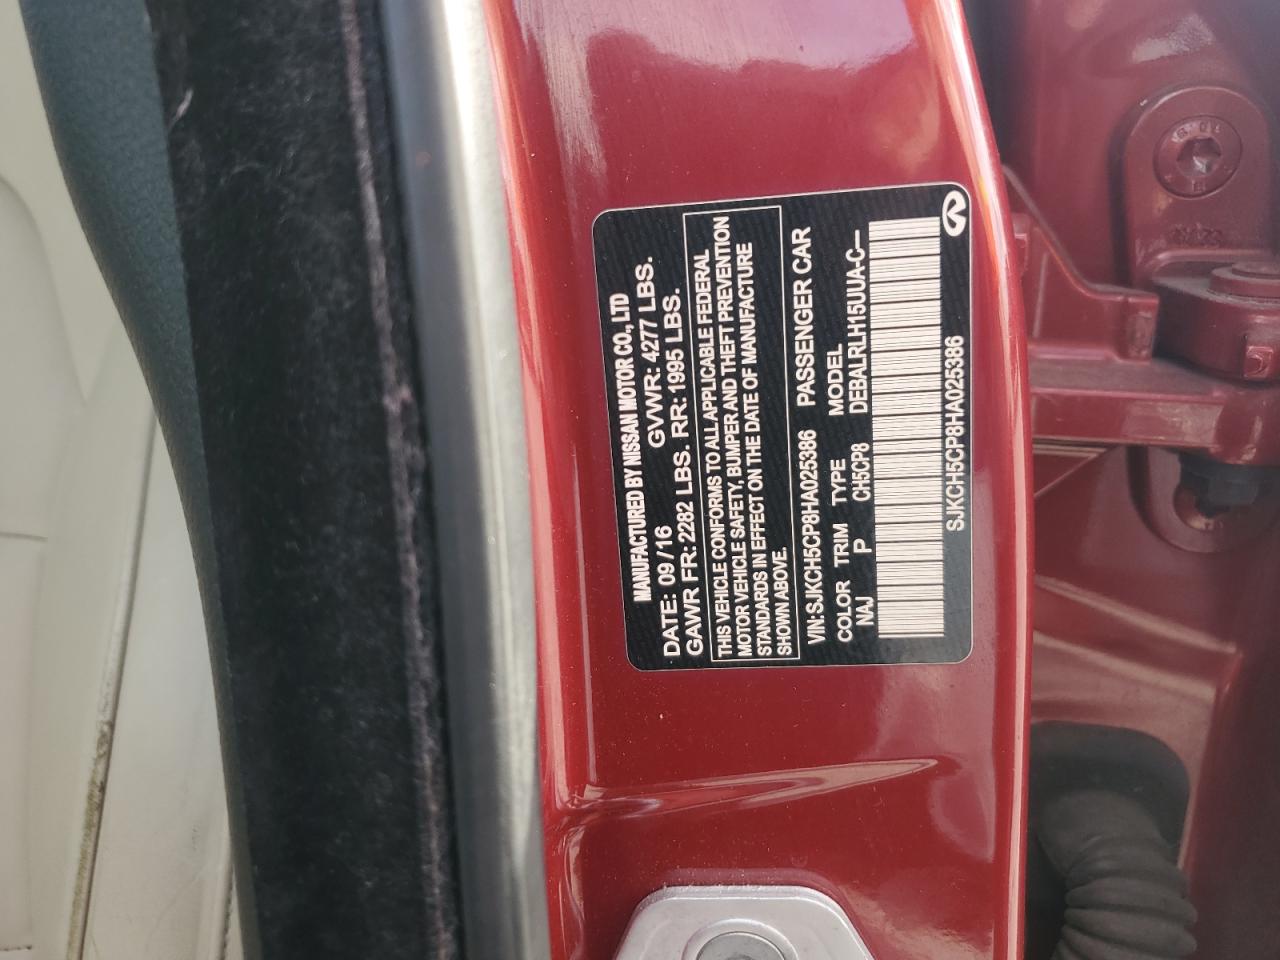 MANUFACTURED BY NISSAN MOTOR CO., LTD
DATE: 09 /16 GVWR: 4277 LBS.
GAWR FR: 2282 LBS. RR: 1995 LBS.
THIS VEHICLE CONFORMS TO ALL APPLICABLE FEDERAL
MOTOR VEHICLE SAFETY, BUMPER AND THEFT PREVENTION
STANDARDS IN EFFECT ON THE DATE OF MANUFACTURE
SHOWN ABOVE.
VIN:SJKCH5CP8HA025386 PASSENGER CAR
COLOR TRIM TYPE MODEL
NAJ P CH5CP8 DEBALRLH15UUA-C—
SJKCH5CP8HA025386